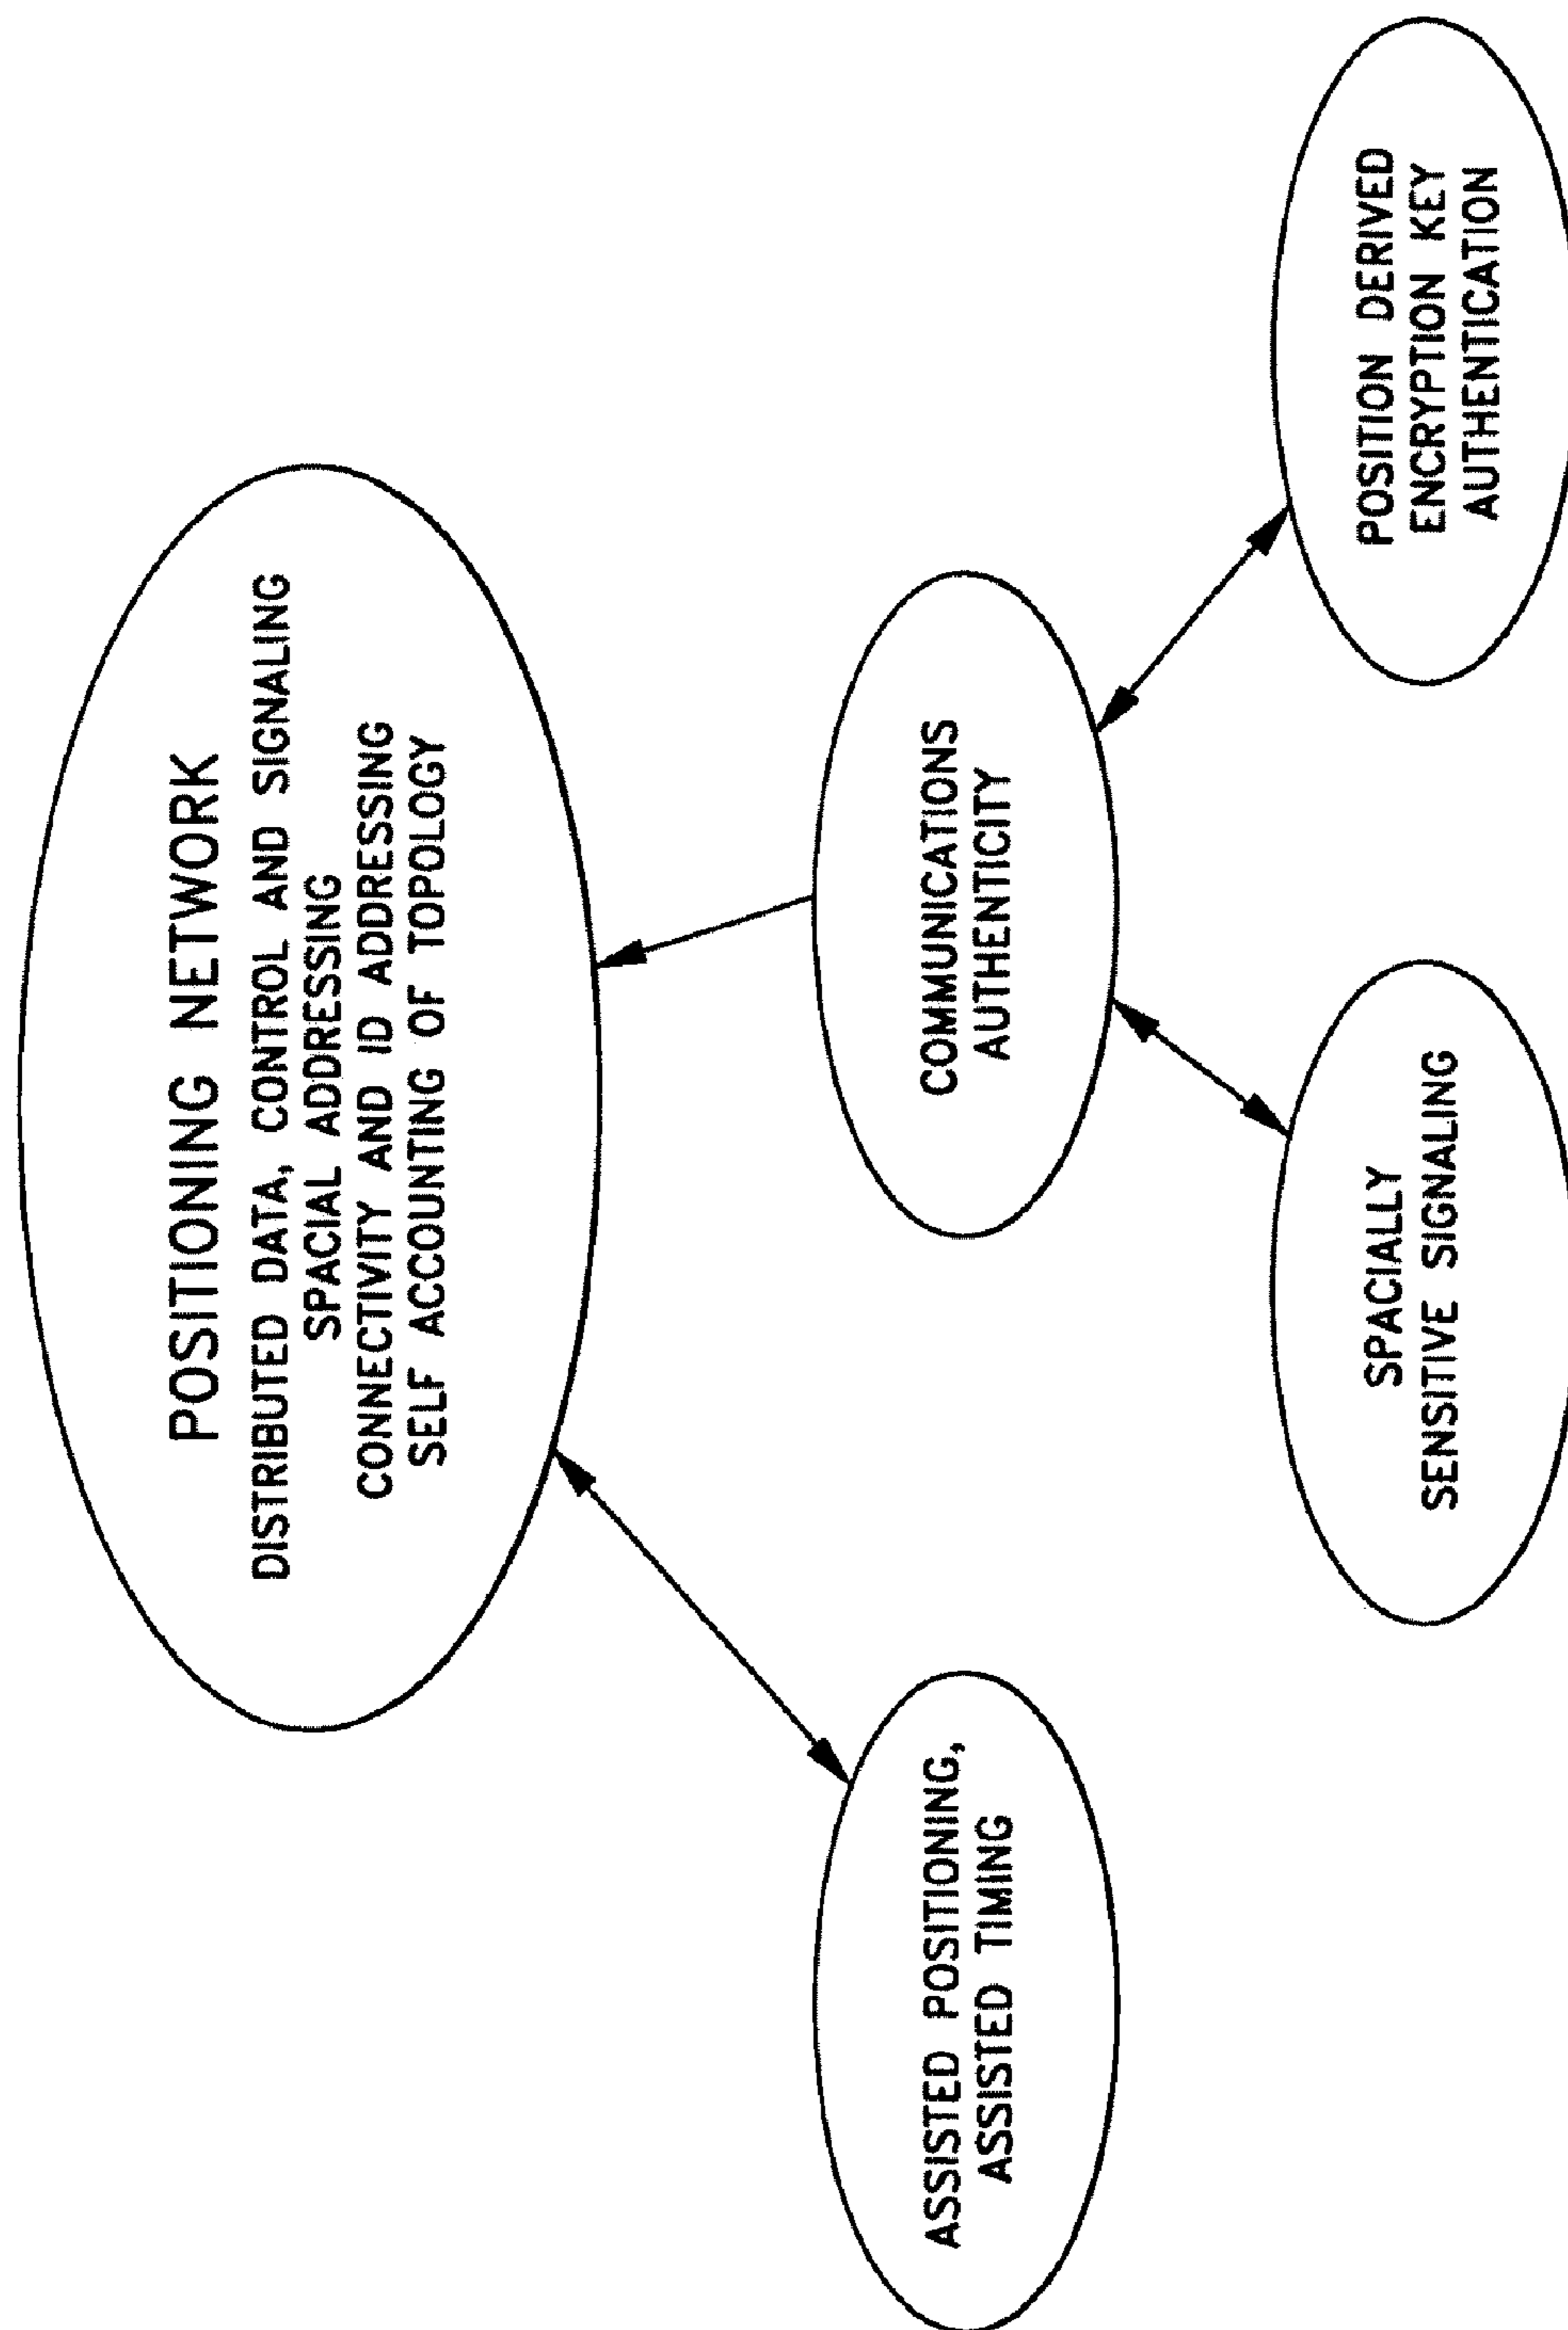 POSITIONING NETWORK
DISTRIBUTED DATA, CONTROL AND SIGNALING
SPACIAL ADDRESSING
CONNECTIVITY AND ID ADDRESSING
SELF ACCOUNTING OF TOPOLOGY
ASSISTED POSITIONING,
ASSISTED TIMING
COMMUNICATIONS
AUTHENTICITY
SPACIALLY
SENSITIVE SIGNALING
POSITION DERIVED
ENCRYPTION KEY
AUTHENTICATION